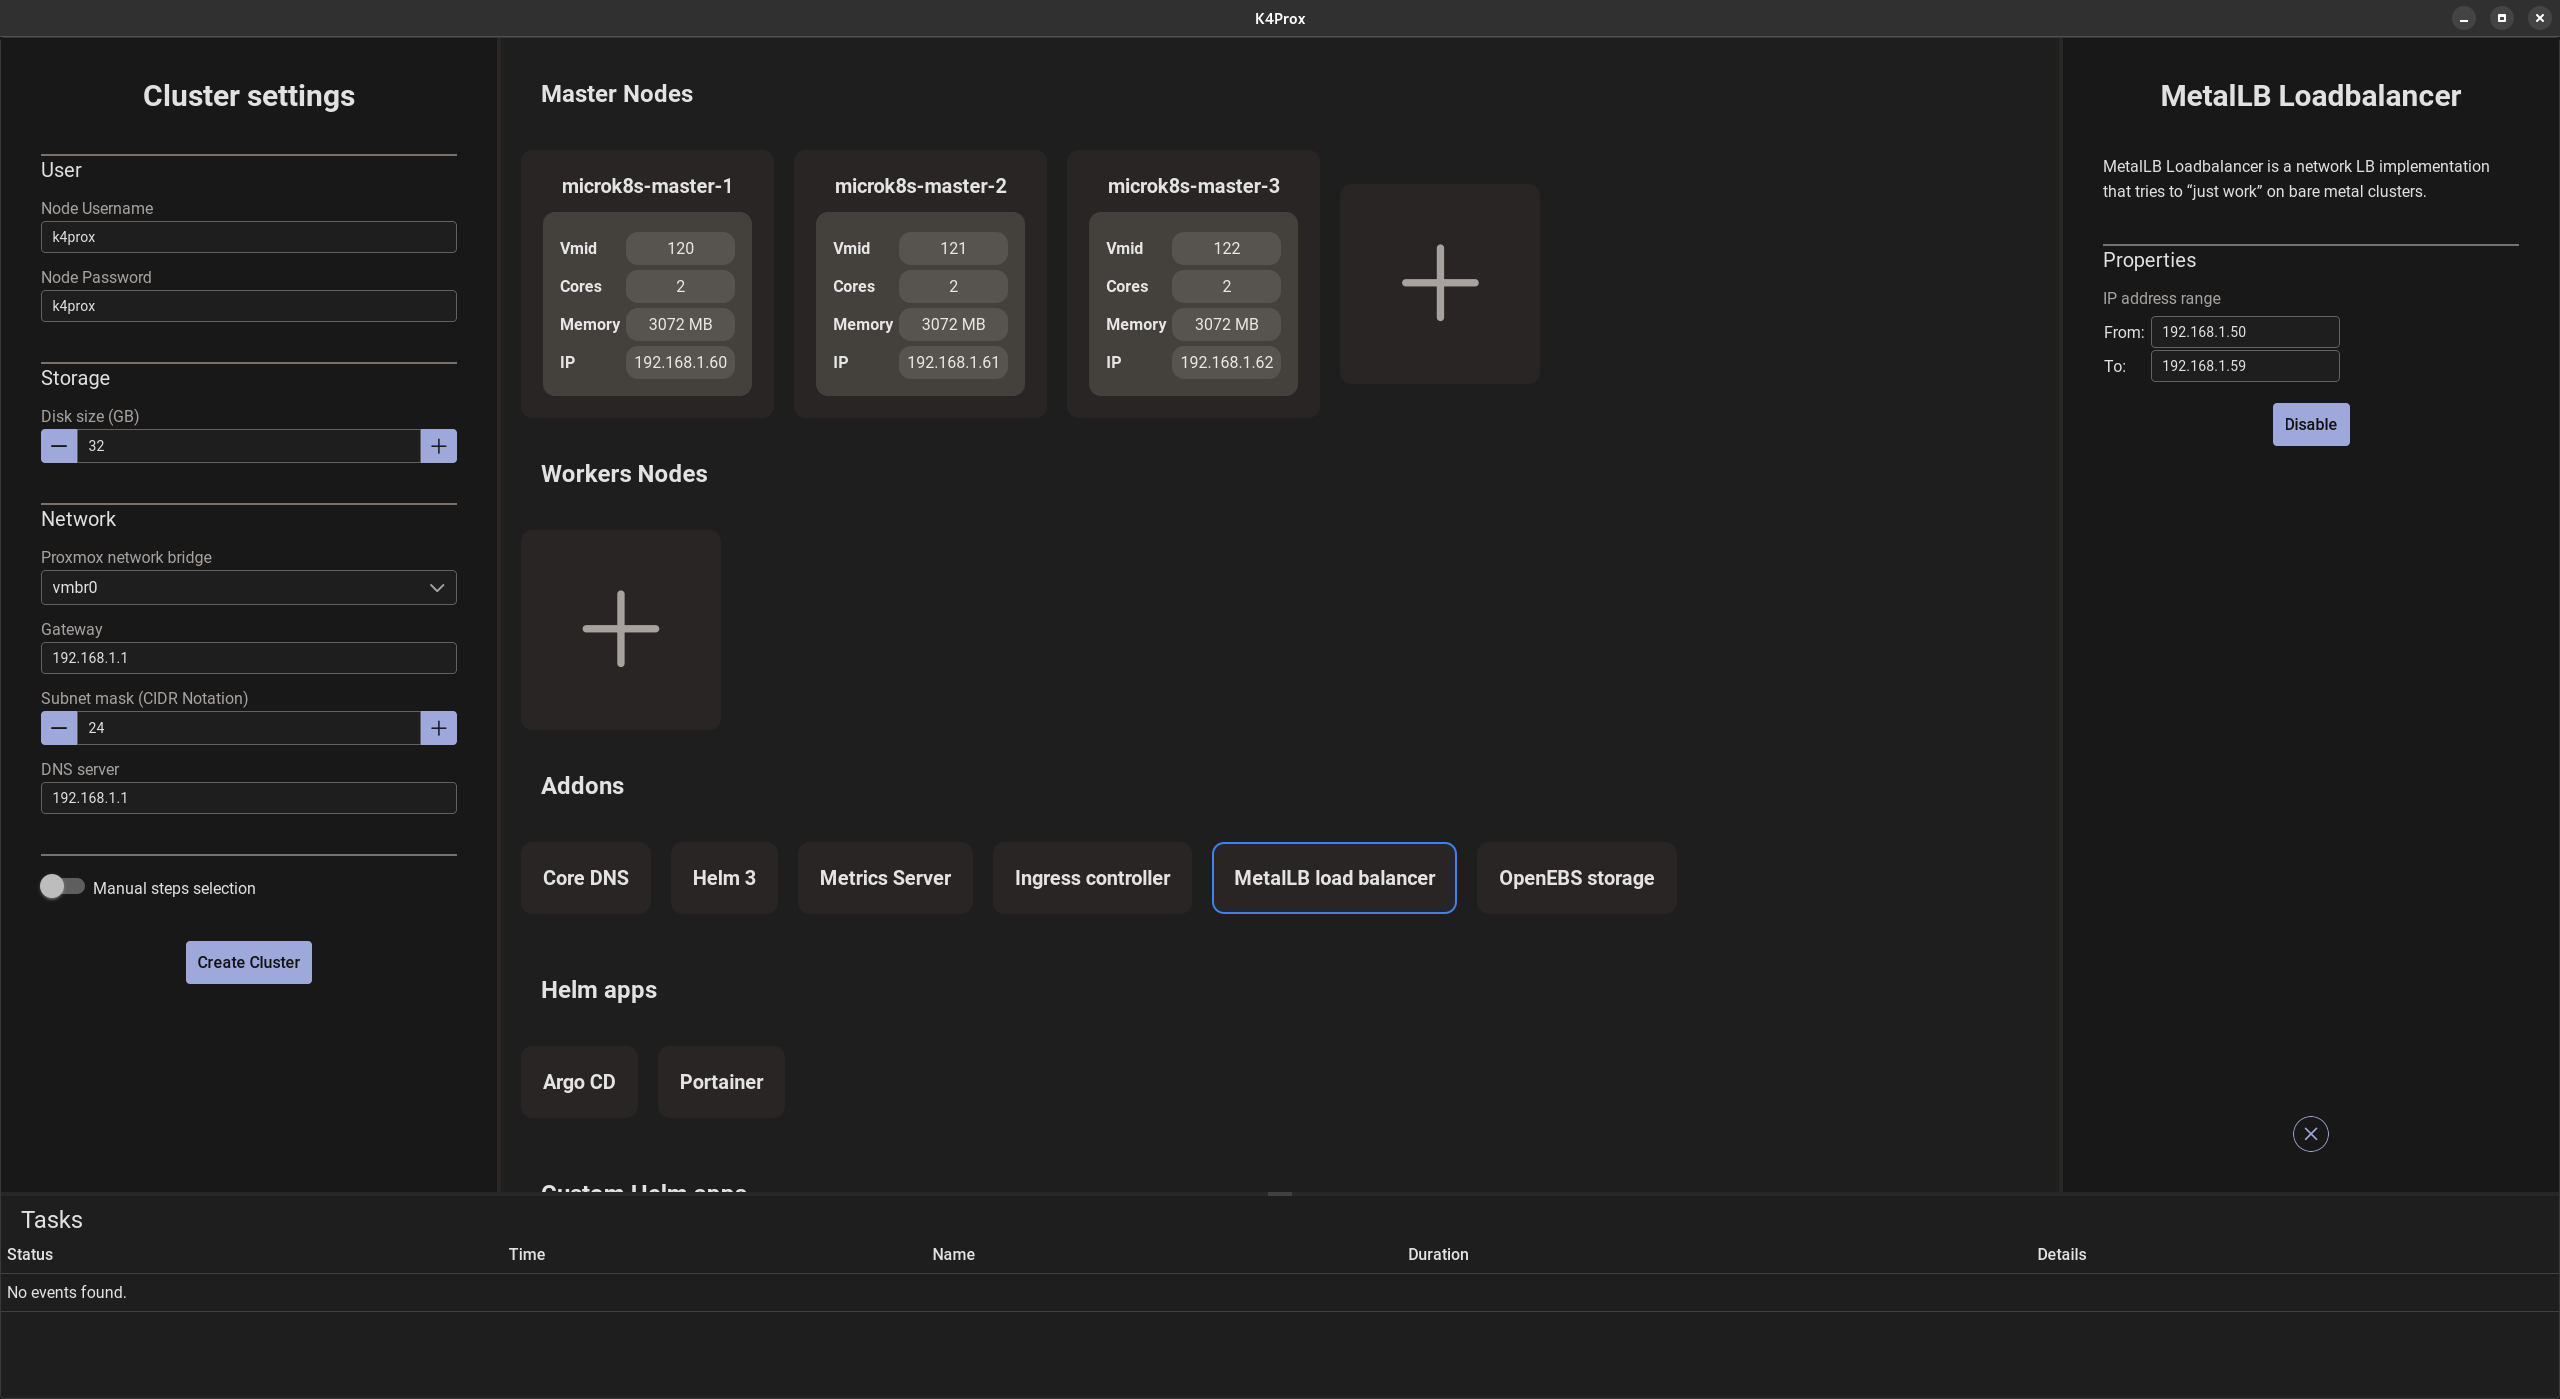 K4Prox
Cluster settings
User
Node Username
k4prox
Node Password
k4prox
Storage
Disk size (GB)
32
Network
Proxmox network bridge
vmbr0
Gateway
192.168.1.1
Subnet mask (CIDR Notation)
24
DNS server
192.168.1.1
Manual steps selection
Create Cluster
Master Nodes
microk8s-master-1
Vmid 120
Cores 2
Memory 3072 MB
IP 192.168.1.60
microk8s-master-2
Vmid 121
Cores 2
Memory 3072 MB
IP 192.168.1.61
microk8s-master-3
Vmid 122
Cores 2
Memory 3072 MB
IP 192.168.1.62
Workers Nodes
Addons
Core DNS
Helm 3
Metrics Server
Ingress controller
MetalLB load balancer
OpenEBS storage
Helm apps
Argo CD
Portainer
Custom Helm apps
MetalLB Loadbalancer
MetalLB Loadbalancer is a network LB implementation
that tries to “just work” on bare metal clusters.
Properties
IP address range
From: 192.168.1.50
To: 192.168.1.59
Disable
Tasks
Status Time Name Duration Details
No events found.